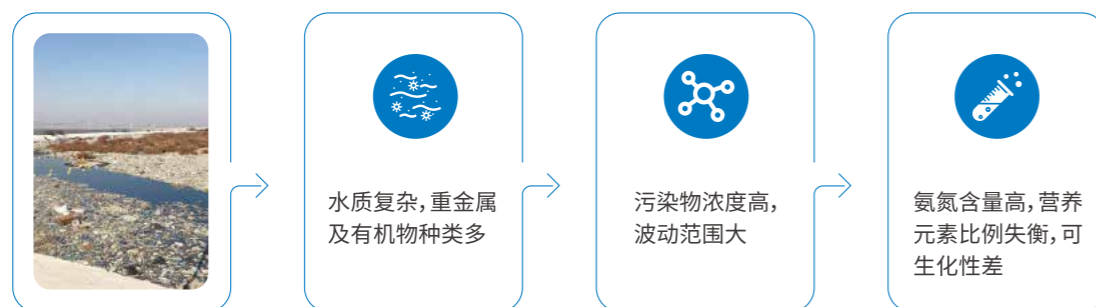 水质复杂，重金属
及有机物种类多
污染物浓度高，
波动范围大
氨氮含量高，营养
元素比例失衡，可
生化性差